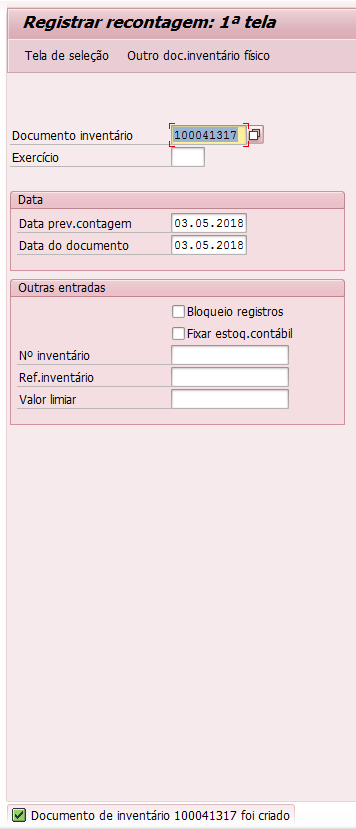 Registrar recontagem: 1ª tela
Tela de seleção Outro doc.inventário físico
Documento inventário 100041317
Exercício
Data
Data prev.contagem 03.05.2018
Data do documento 03.05.2018
Outras entradas
Bloqueio registros
Fixar estoq.contábil
Nº inventário
Ref.inventário
Valor limiar
Documento de inventário 100041317 foi criado